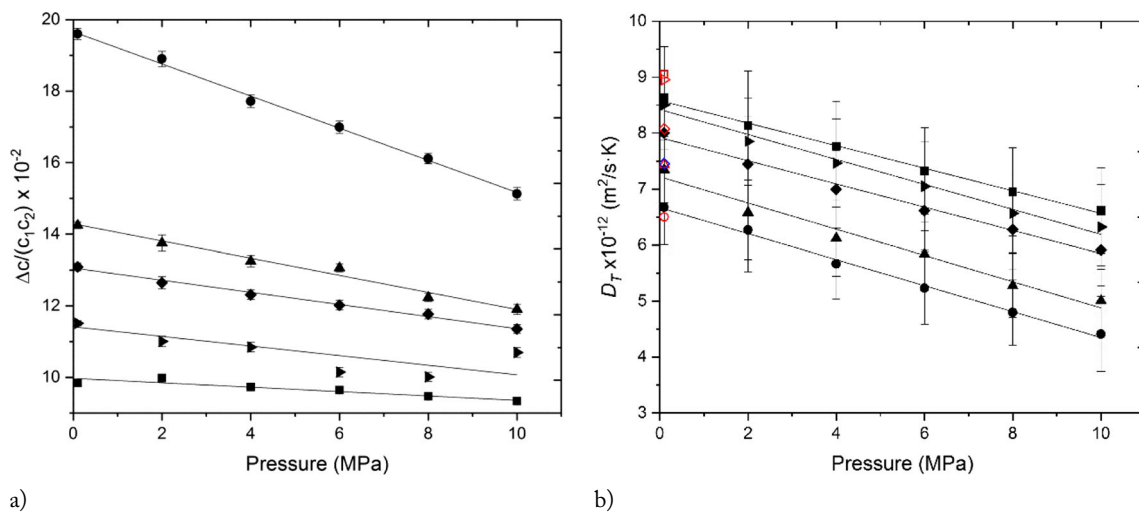 20
18
16
14
12
10
Δc/(c₁c₂) x 10⁻²
0 2 4 6 8 10
Pressure (MPa)
a)
10
9
8
7
6
5
4
3
D_T x10⁻¹² (m²/s·K)
0 2 4 6 8 10
Pressure (MPa)
b)